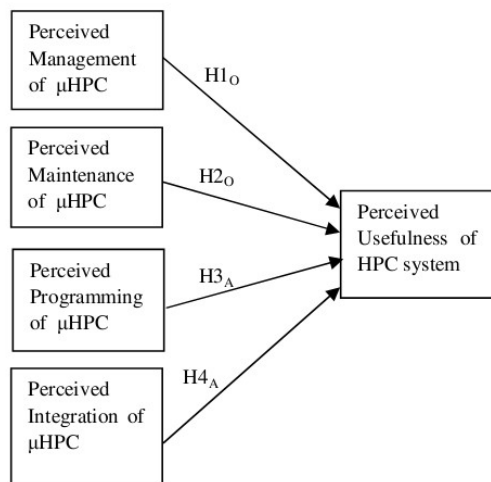 Perceived
Management
of μHPC
H1O
Perceived
Maintenance
of μHPC
H2O
Perceived
Usefulness of
HPC system
Perceived
Programming
of μHPC
H3A
Perceived
Integration of
μHPC
H4A